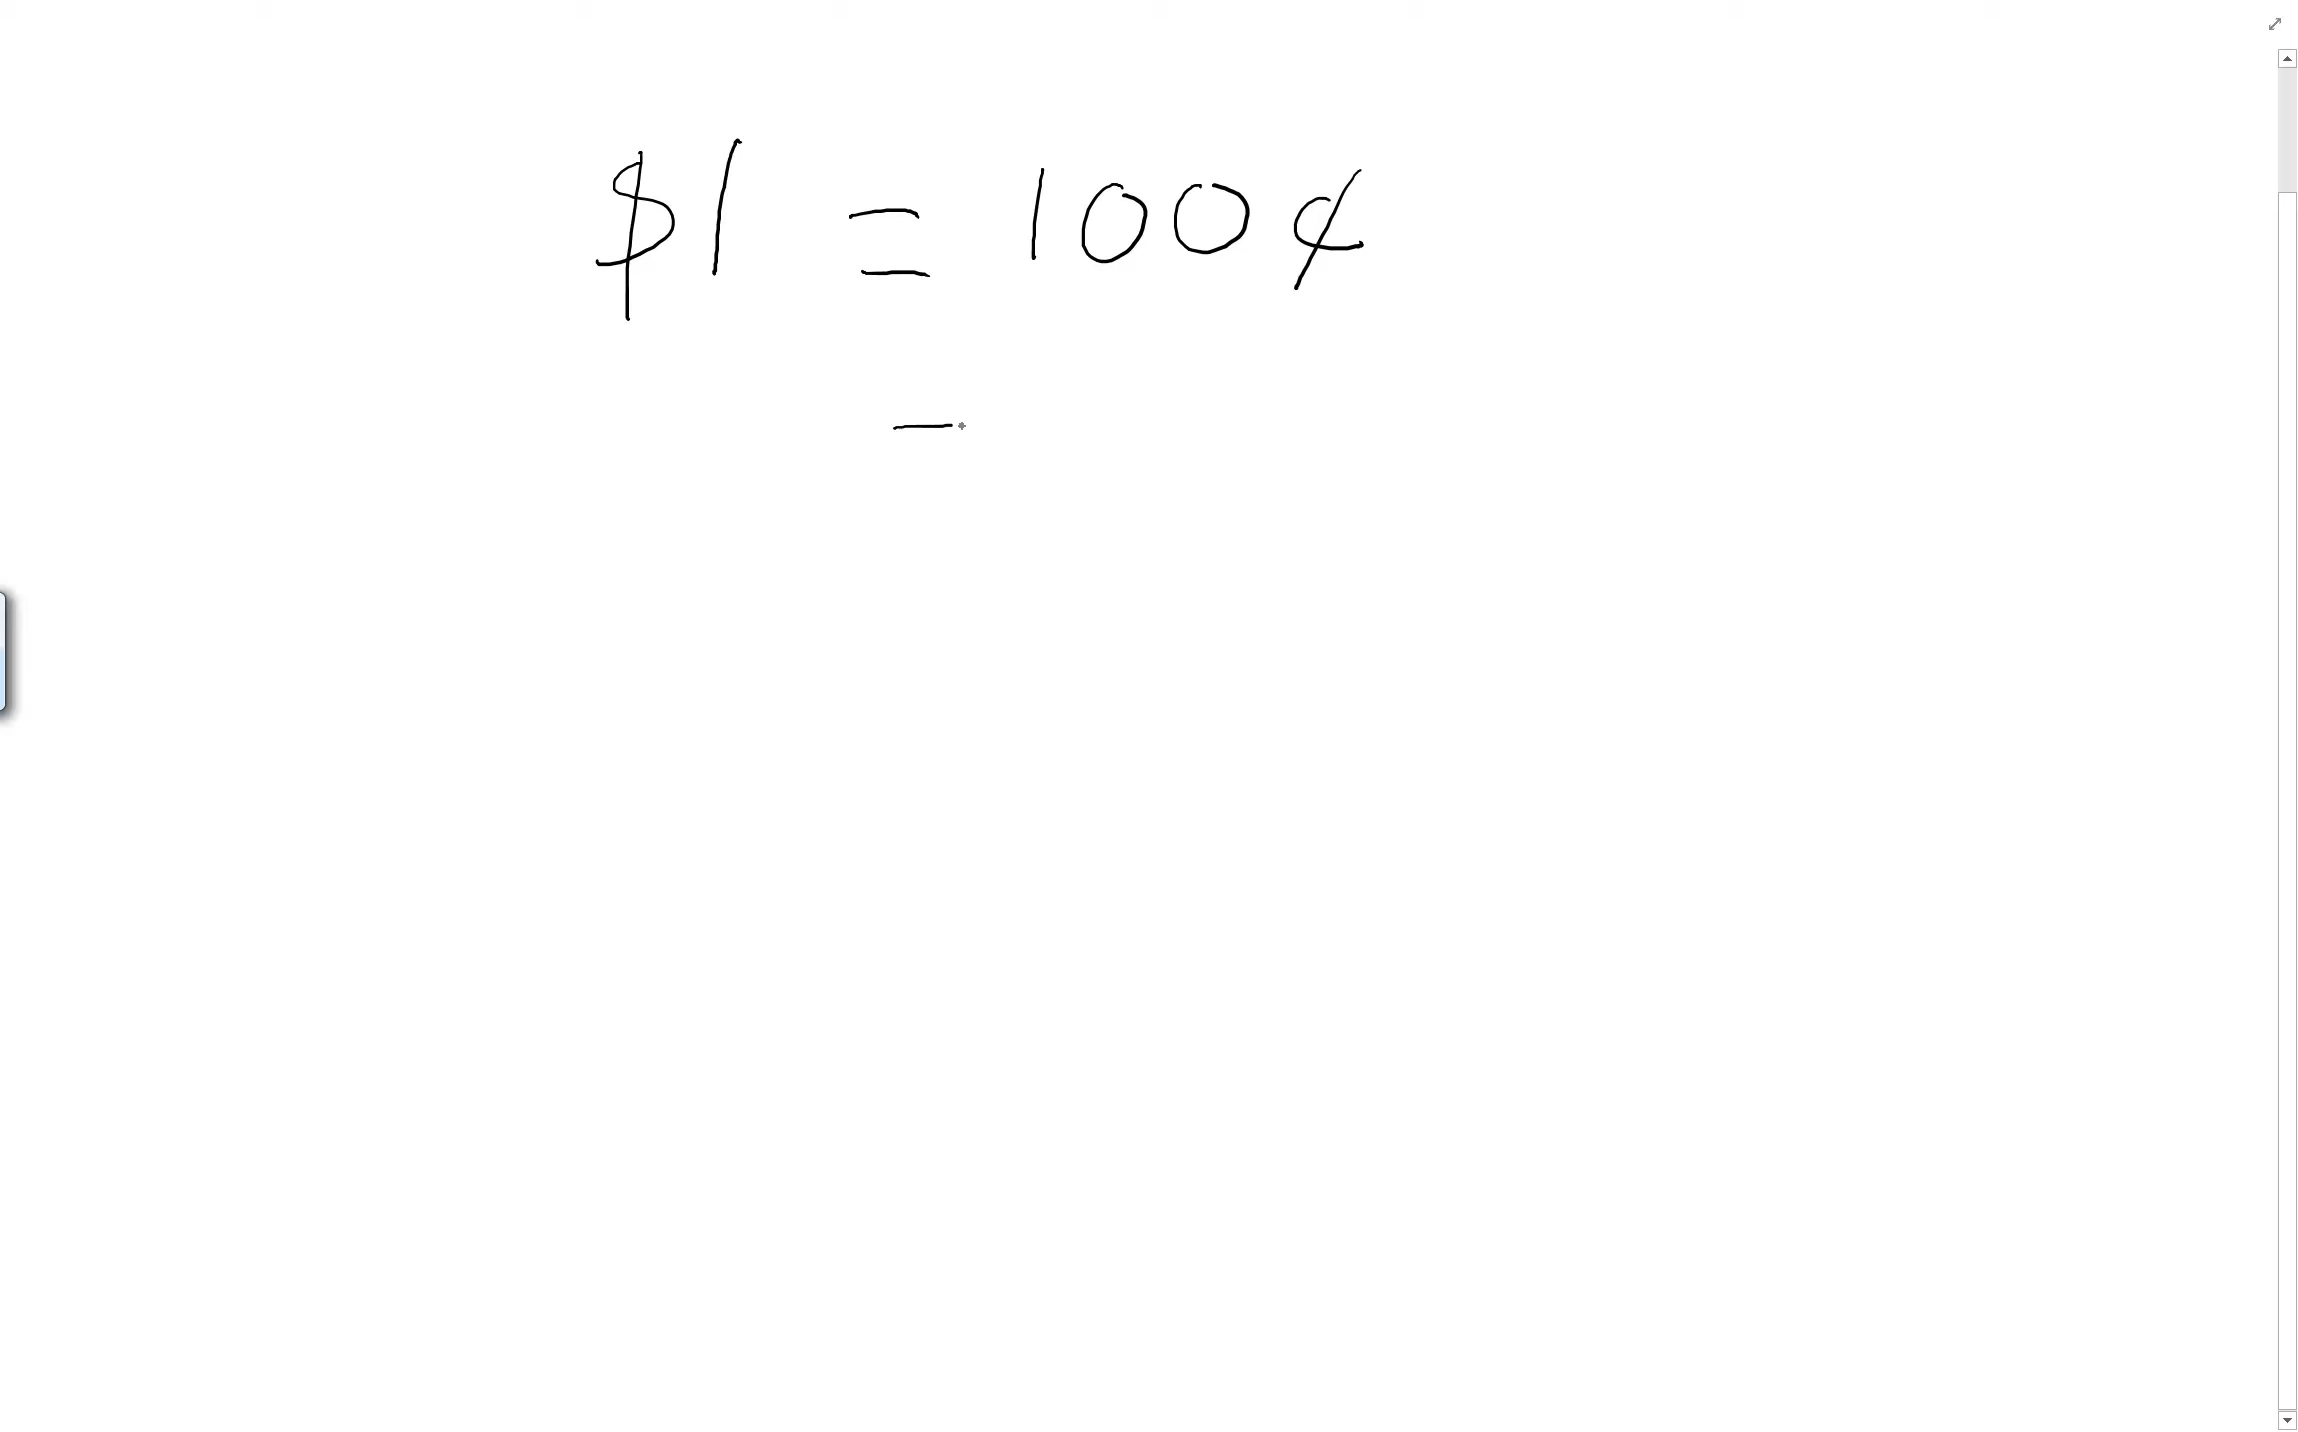 $1 = 100¢
–